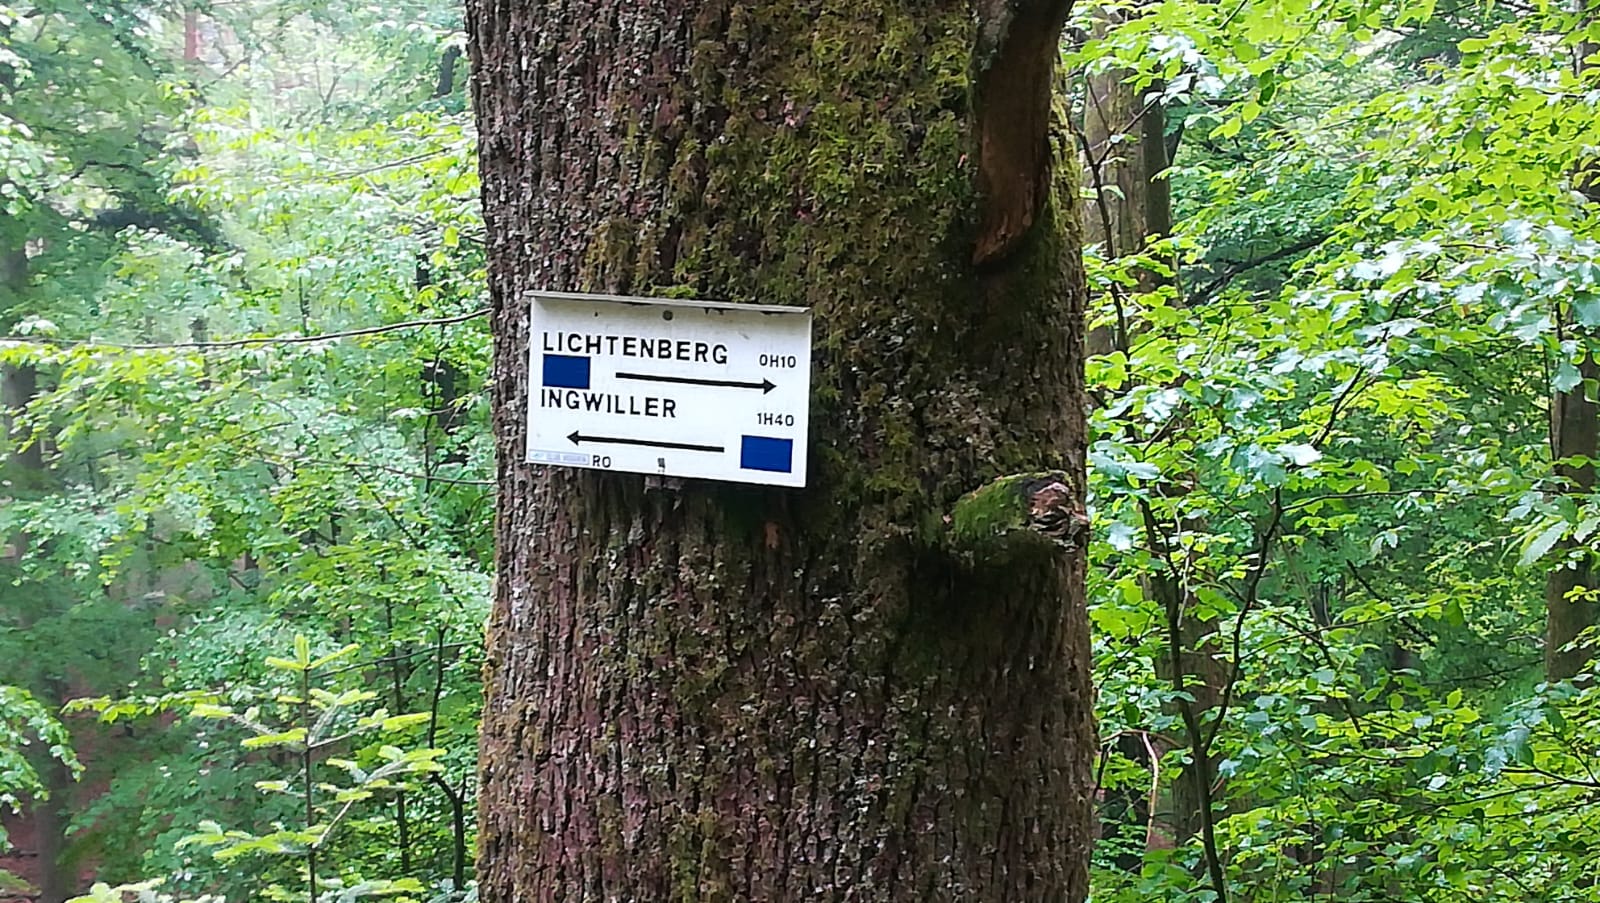 LICHTENBERG 0H10
INGWILLER 1H40
RO